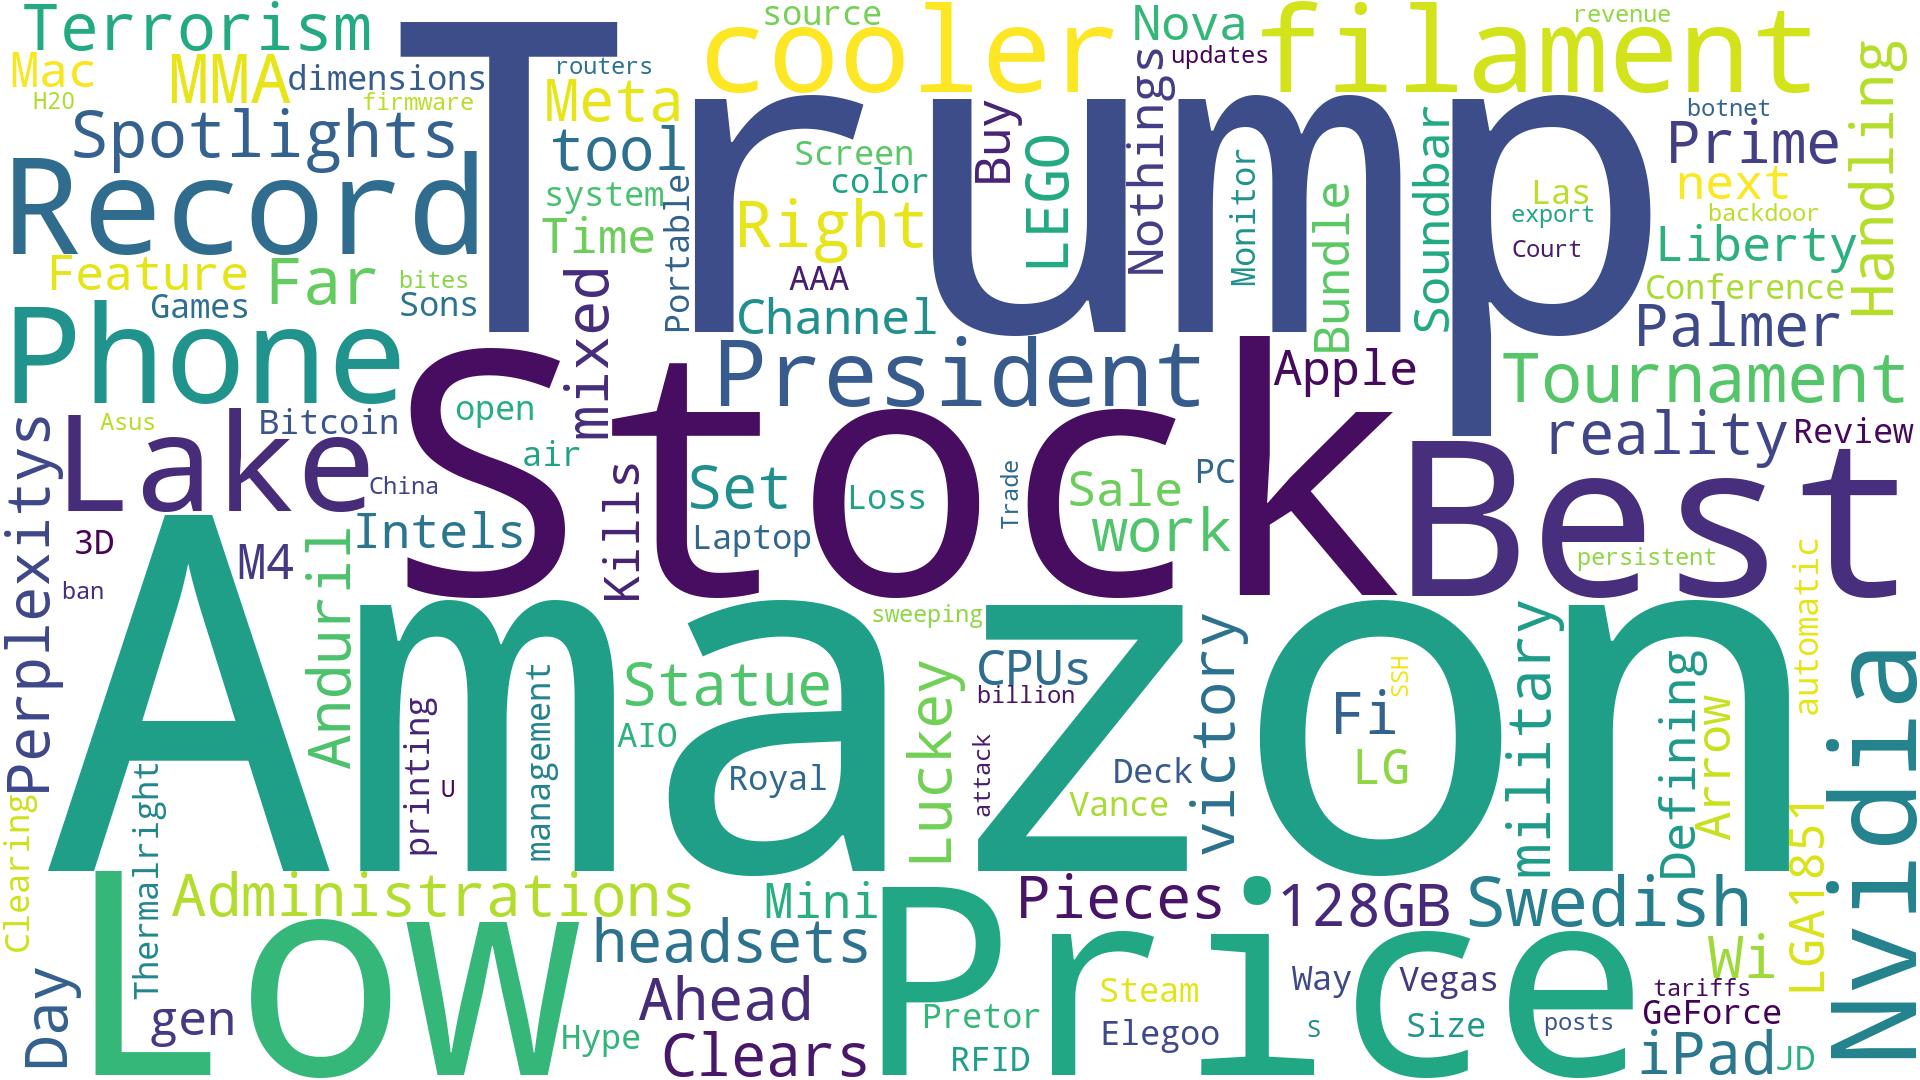 Terrorism
source
cooler
Nova
filament
revenue
Mac
MMA
dimensions
routers
updates
H2O
firmware
Meta
Trump
Spotlights
tool
Screen
color
Buy
LEGO
Nothings
Monitor
botnet
Prime
Handling
Record
system
Time
Portable
Right
Bundle
Soundbar
Las
export
Court
next
backdoor
Liberty
Feature
Far
bites
Sons
Games
AAA
Channel
Conference
Palmer
Phone
mixed
President
Apple
Tournament
Asus
Bitcoin
open
Stock
reality
Review
Lake
air
China
Kills
Set
Loss
Trade
Sale
PC
Best
Perplexitys
3D
M4
Intels
Laptop
work
persistent
ban
Anduril
Amazon
sweeping
automatic
Statue
CPUs
billion
victory
SSH
Fi
military
Defining
Arrow
Nvidia
printing
U
management
AIO
Royal
Luckey
attack
Deck
Vance
LG
Clearing
Thermalright
LGA1851
Administrations
Mini
Pieces
128GB
Swedish
Low
headsets
Price
Wi
Day
gen
Ahead
Steam
Way
Vegas
tariffs
Hype
Clears
Pretor
Elegoo
S
Size
posts
GeForce
RFID
iPad
JD